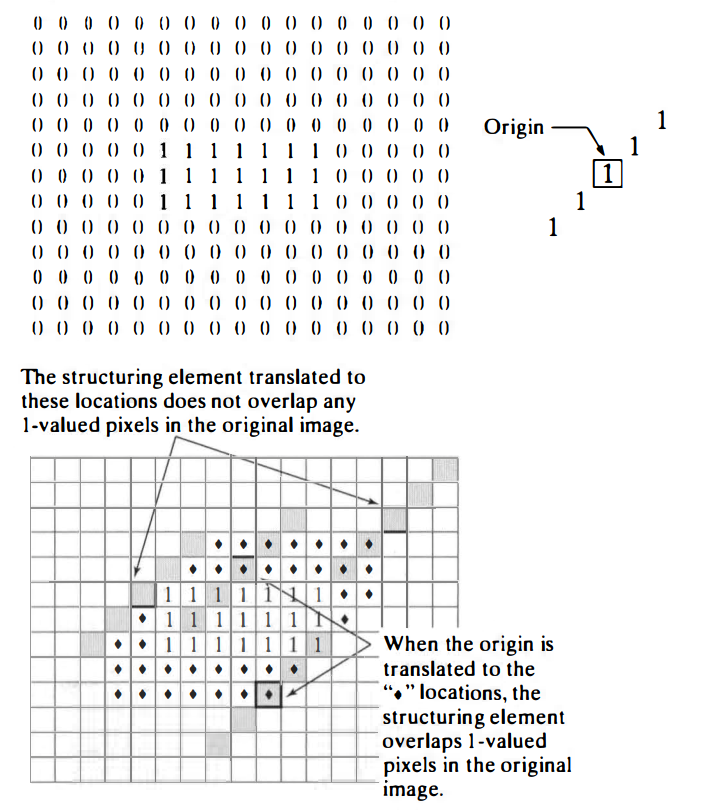 0 0 0 0 0 0 0 0 0 0 0 0 0 0 0 0 0
0 0 0 0 0 0 0 0 0 0 0 0 0 0 0 0 0
0 0 0 0 0 0 0 0 0 0 0 0 0 0 0 0 0
0 0 0 0 0 0 0 0 0 0 0 0 0 0 0 0 0
0 0 0 0 0 0 0 0 0 0 0 0 0 0 0 0 0
0 0 0 0 0 1 1 1 1 1 1 1 0 0 0 0 0
0 0 0 0 0 1 1 1 1 1 1 1 0 0 0 0 0
0 0 0 0 0 1 1 1 1 1 1 1 0 0 0 0 0
0 0 0 0 0 0 0 0 0 0 0 0 0 0 0 0 0
0 0 0 0 0 0 0 0 0 0 0 0 0 0 0 0 0
0 0 0 0 0 0 0 0 0 0 0 0 0 0 0 0 0
0 0 0 0 0 0 0 0 0 0 0 0 0 0 0 0 0
0 0 0 0 0 0 0 0 0 0 0 0 0 0 0 0 0
1
Origin
1
1
1
1
The structuring element translated to
these locations does not overlap any
1-valued pixels in the original image.
♦ ♦ ♦ ♦ ♦ ♦ ♦
♦ ♦ ♦ ♦ ♦ ♦ ♦ ♦
1 1 1 1 1 1 1 ♦ ♦
♦ 1 1 1 1 1 1 1 ♦
♦ ♦ 1 1 1 1 1 1 1
♦ ♦ ♦ ♦ ♦ ♦ ♦ ♦
♦ ♦ ♦ ♦ ♦ ♦ ♦
When the origin is
translated to the
“♦” locations, the
structuring element
overlaps 1-valued
pixels in the original
image.